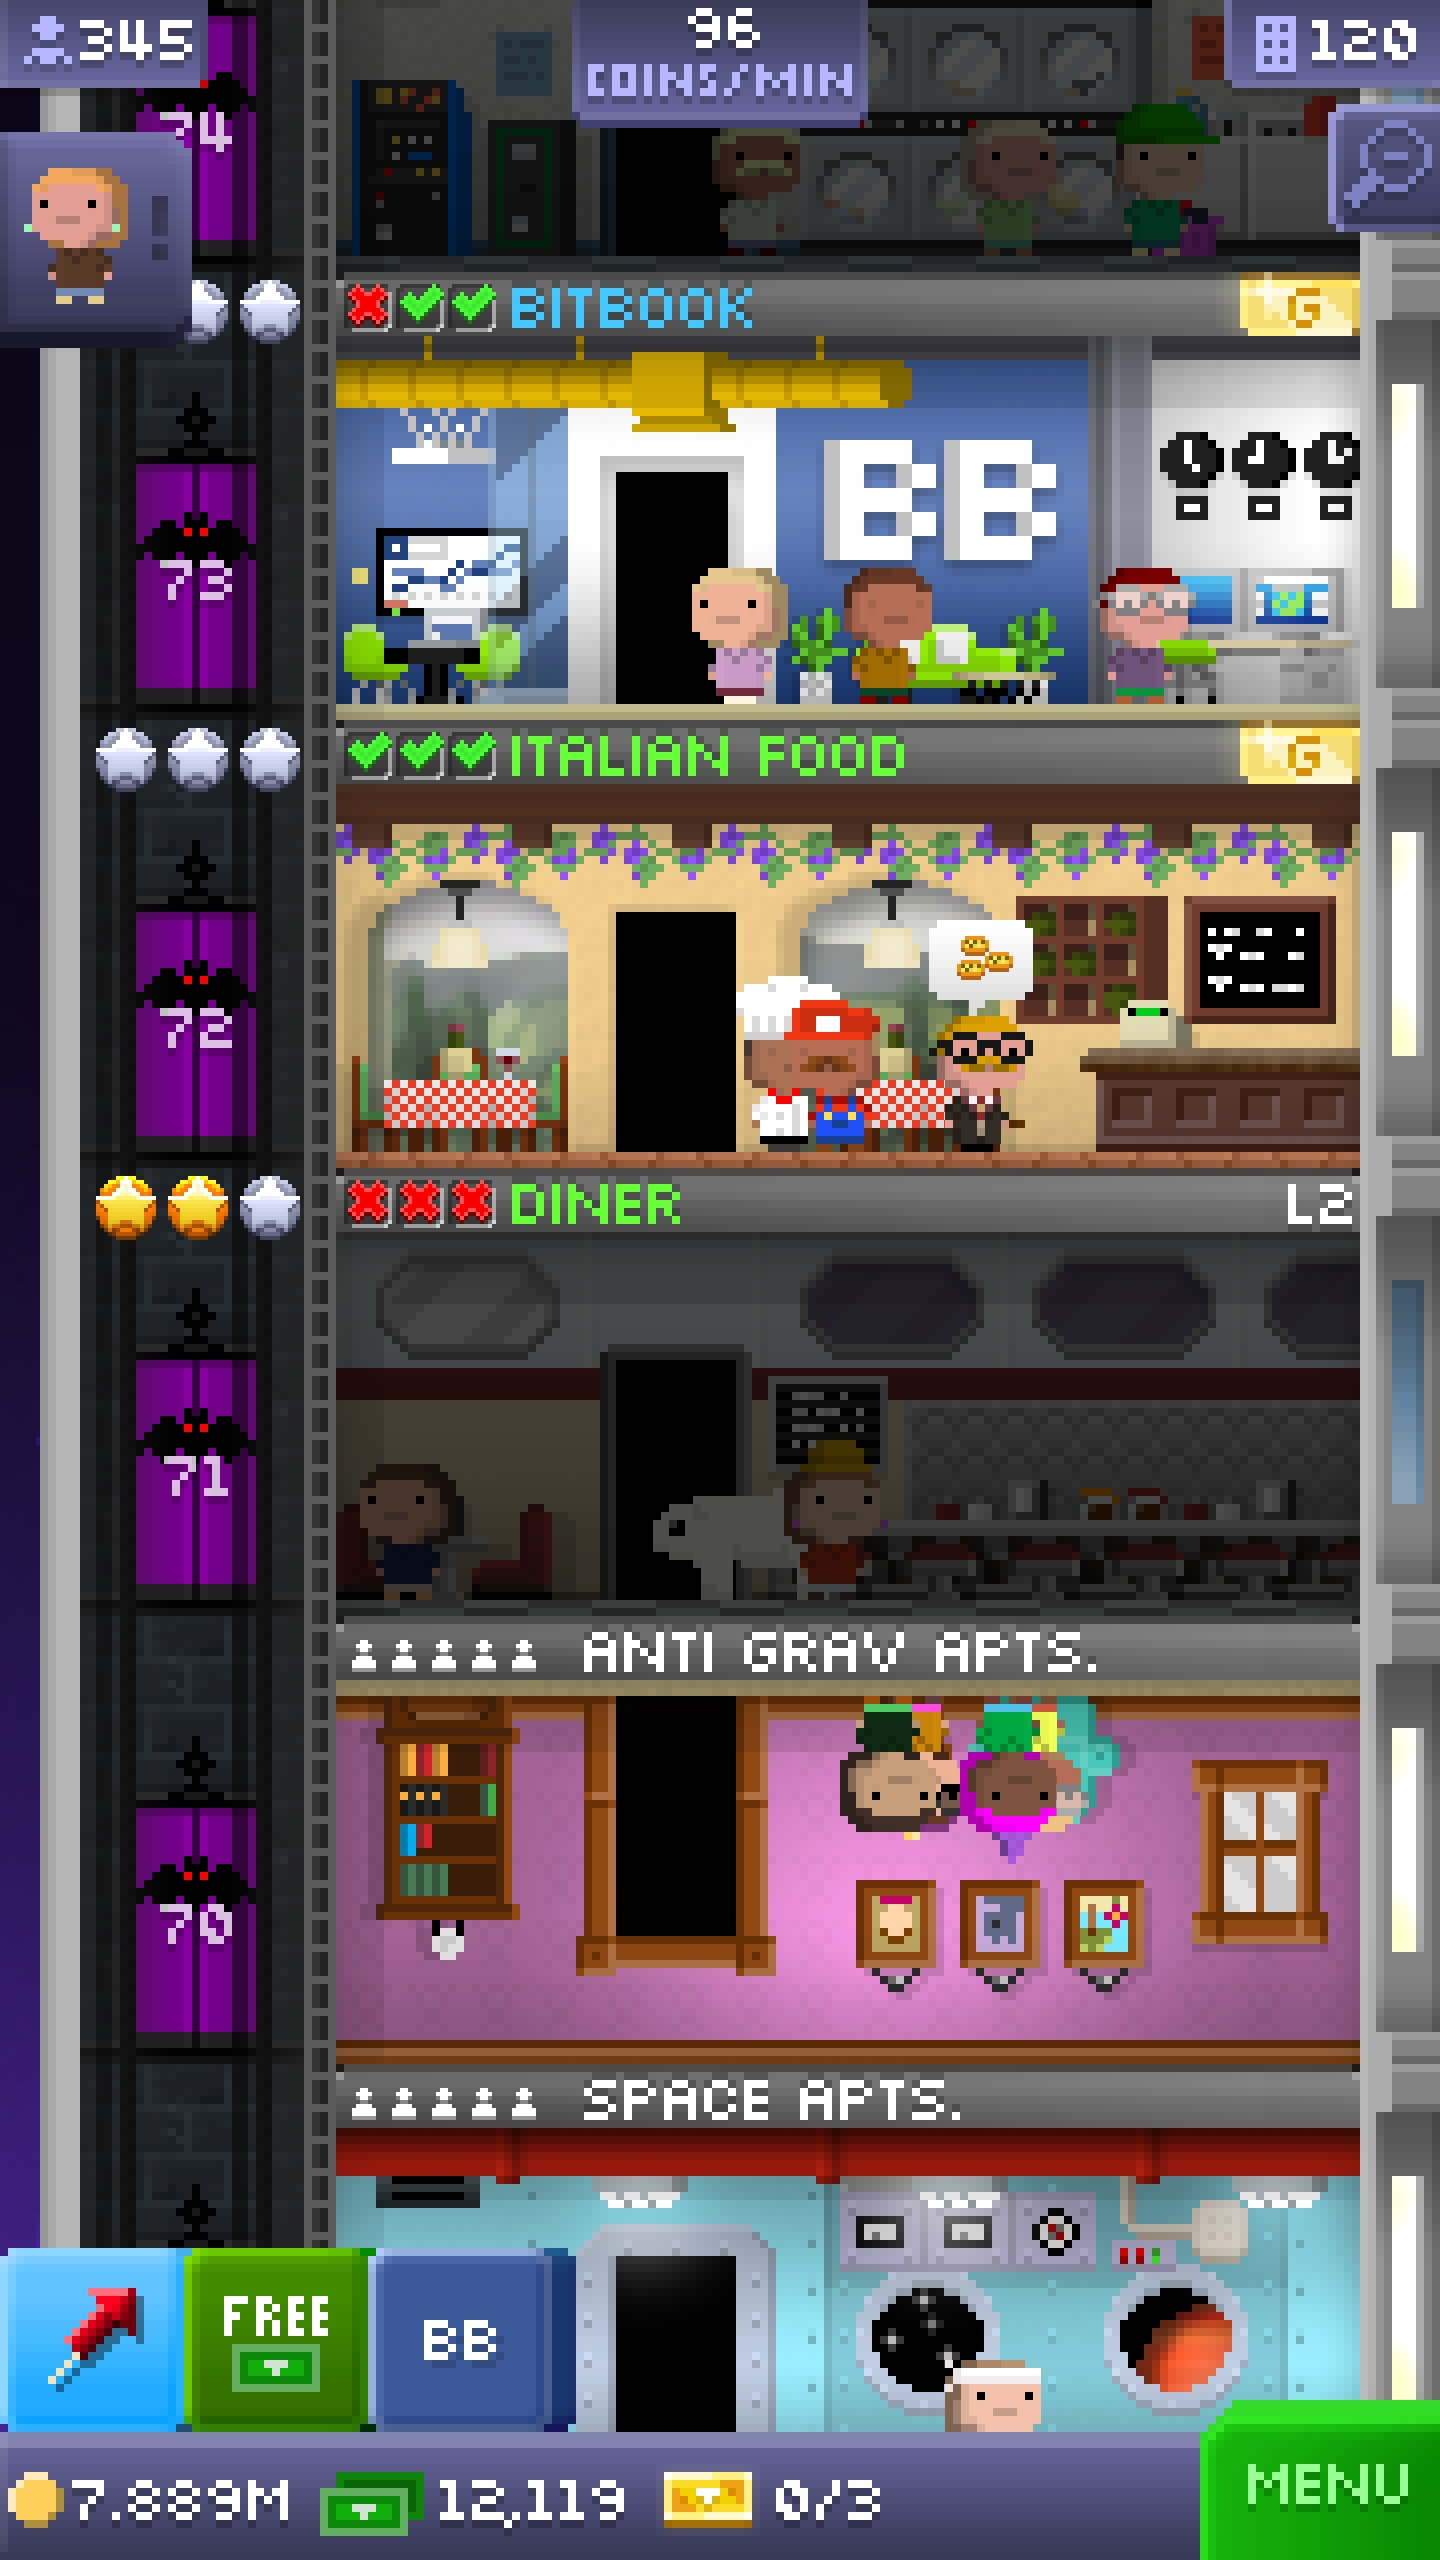 345
96
COINS/MIN
120
74
BITBOOK
G
BB
73
ITALIAN FOOD
G
72
DINER
L2
71
ANTI GRAV APTS.
70
SPACE APTS.
FREE
BB
7.889M
12,119
0/3
MENU